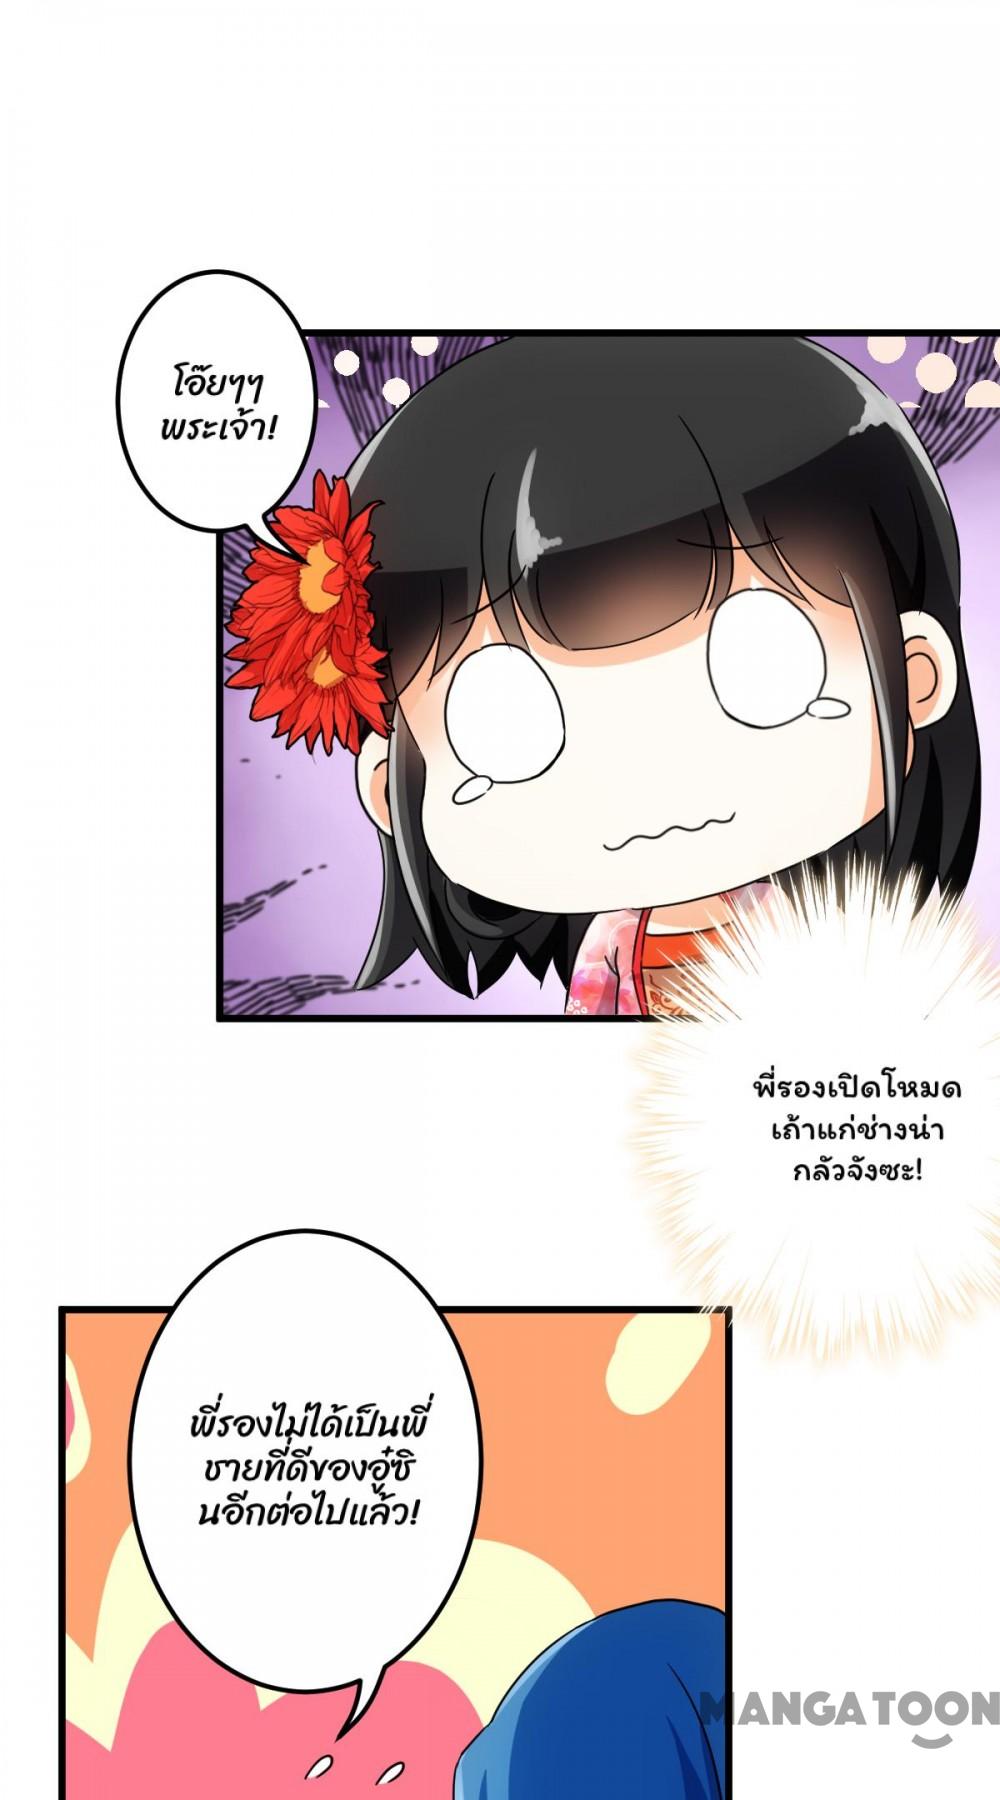 โอ๊ยๆๆ
พระเจ้า!
พี่รองเปิดโหมด
เถ้าแก่ช่างน่า
กลัวจังซะ!
พี่รองไม่ได้เป็นพี่
ชายที่ดีของอู๋ซิ
นอีกต่อไปแล้ว!
MANGATOON